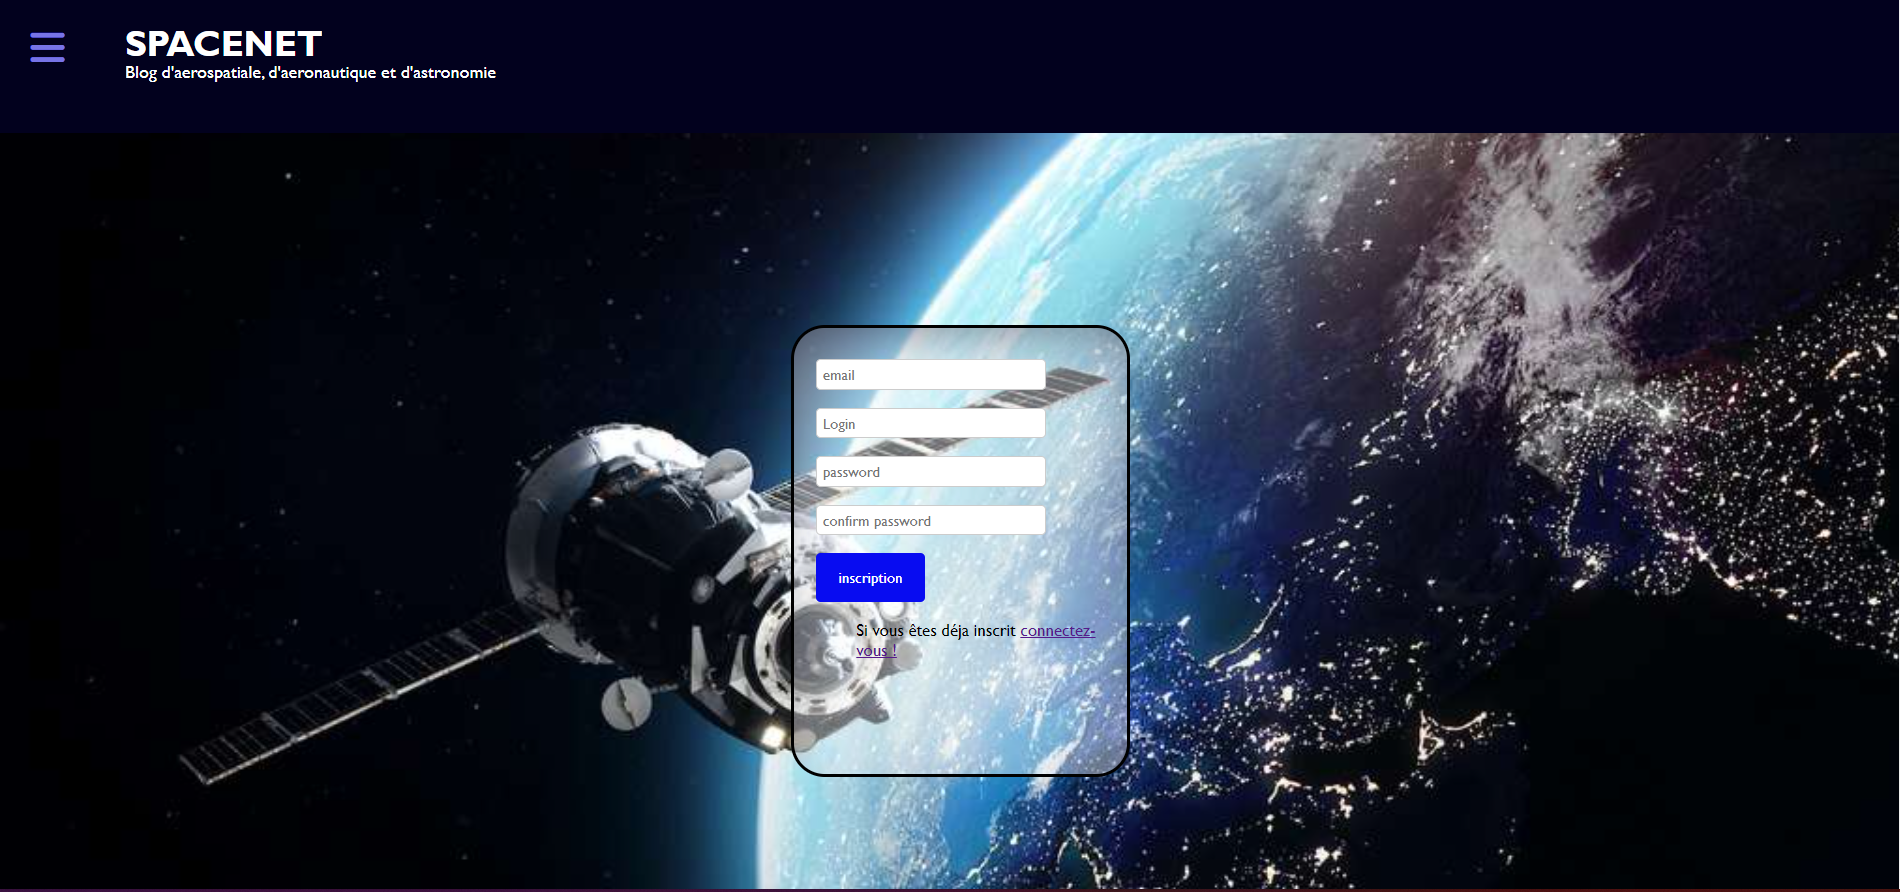 SPACENET
Blog d'aerospatiale, d'aeronautique et d'astronomie
email
Login
password
confirm password
inscription
Si vous êtes déja inscrit connectez-
vous !